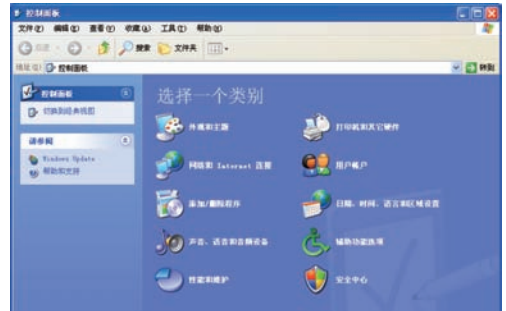 控制面板
文件(F) 编辑(E) 查看(V) 收藏(A) 工具(T) 帮助(H)
后退 搜索 文件夹
地址(D) 控制面板 转到
控制面板
切换到经典视图
请参阅
Windows Update
帮助和支持
选择一个类别
外观和主题
打印机和其它硬件
网络和 Internet 连接
用户帐户
添加/删除程序
日期、时间、语言和区域设置
声音、语音和音频设备
辅助功能选项
性能和维护
安全中心